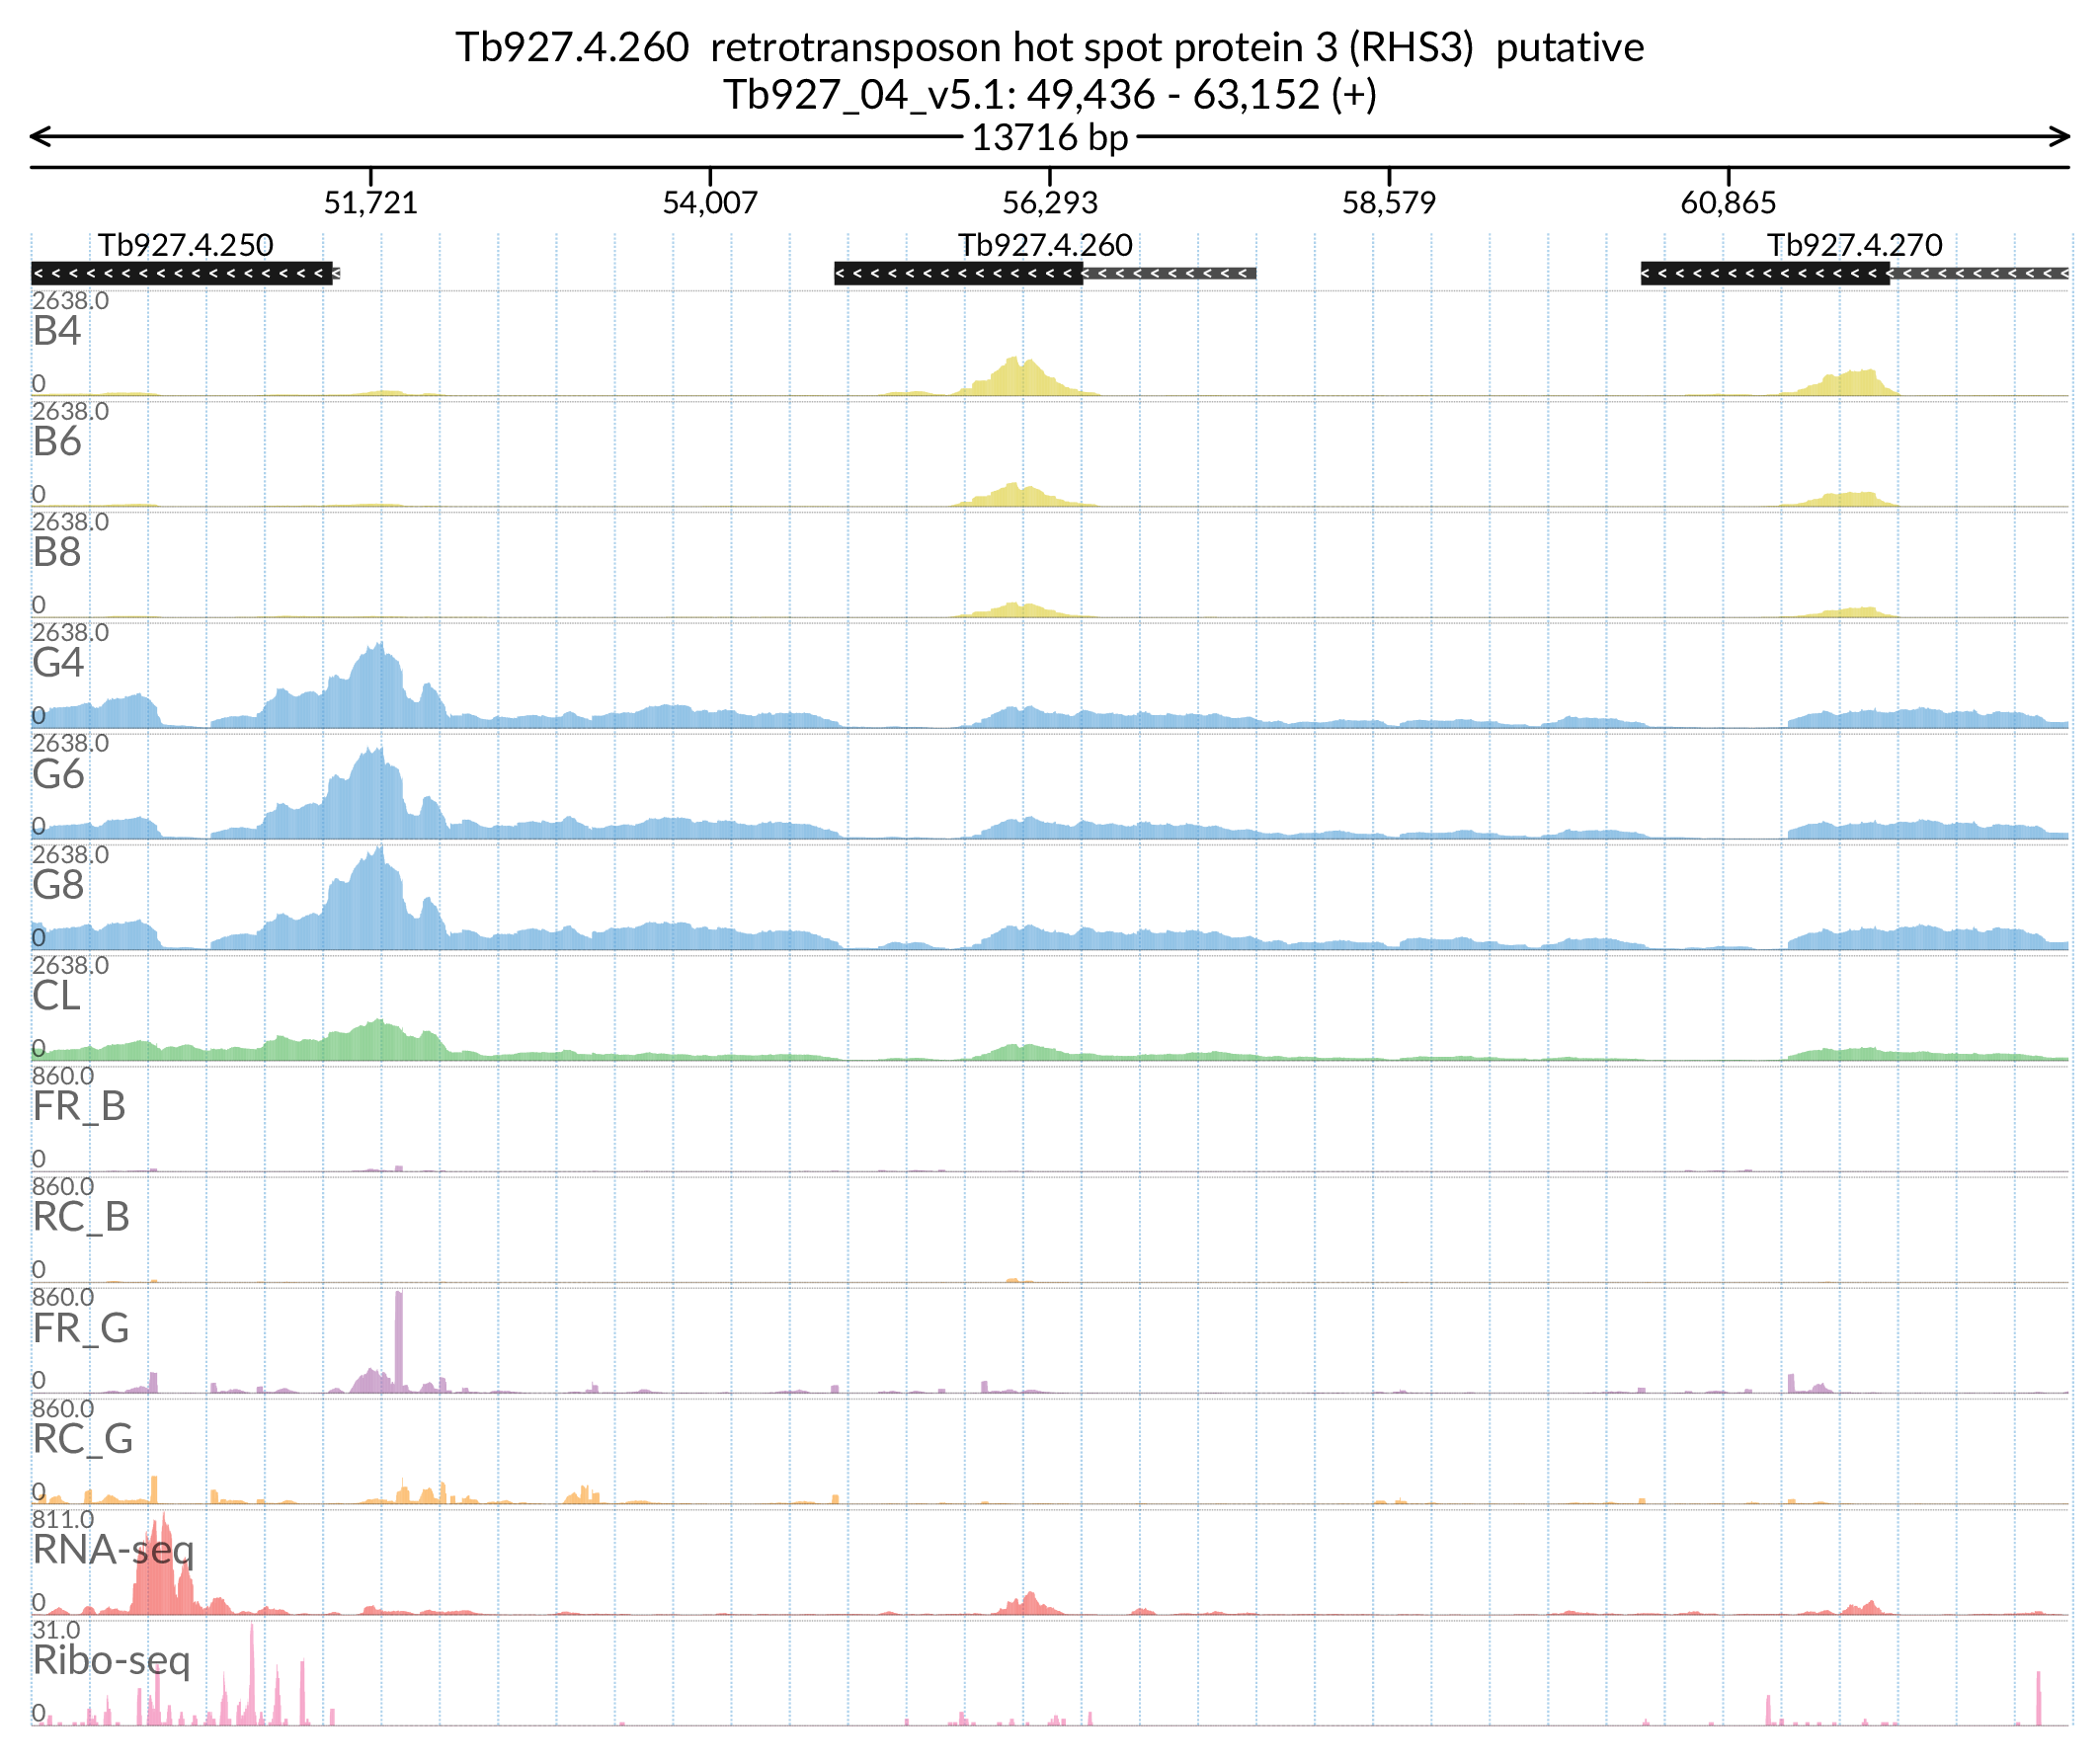 Tb927.4.260 retrotransposon hot spot protein 3 (RHS3) putative
Tb927_04_v5.1: 49,436 - 63,152 (+)
13716 bp
51,721 54,007 56,293 58,579 60,865
Tb927.4.250 Tb927.4.260 Tb927.4.270
2638.0
B4
0
2638.0
B6
0
2638.0
B8
0
2638.0
G4
0
2638.0
G6
0
2638.0
G8
0
2638.0
CL
0
860.0
FR_B
0
860.0
RC_B
0
860.0
FR_G
0
860.0
RC_G
0
811.0
RNA-seq
0
31.0
Ribo-seq
0